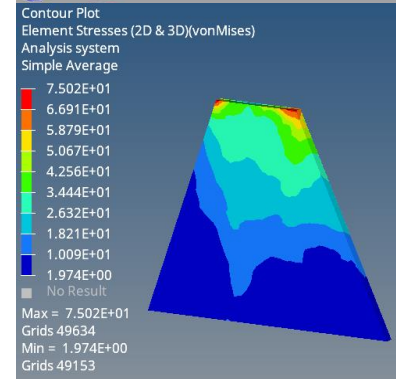 Contour Plot
Element Stresses (2D & 3D)(vonMises)
Analysis system
Simple Average
7.502E+01
6.691E+01
5.879E+01
5.067E+01
4.256E+01
3.444E+01
2.632E+01
1.821E+01
1.009E+01
1.974E+00
No Result
Max = 7.502E+01
Grids 49634
Min = 1.974E+00
Grids 49153